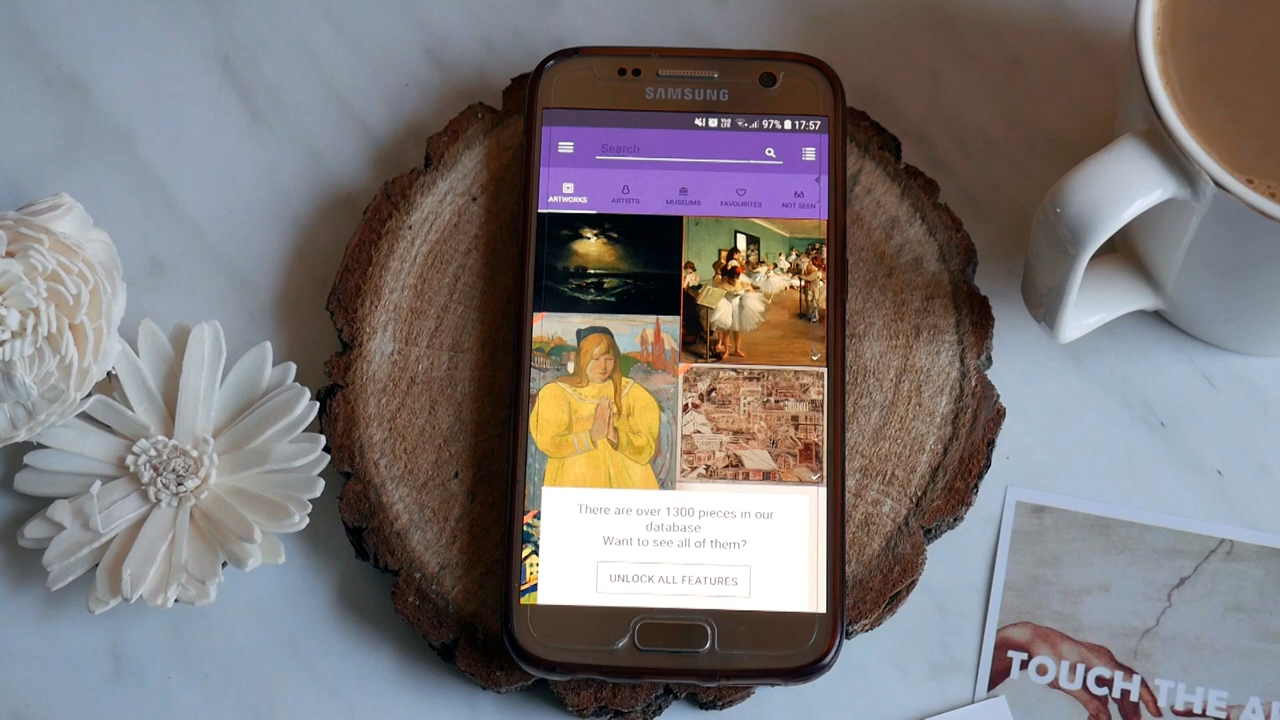 SAMSUNG
97% 17:57
Search
ARTWORKS ARTISTS MUSEUMS FAVOURITES NOT SEEN
There are over 1300 pieces in our
database.
Want to see all of them?
UNLOCK ALL FEATURES
TOUCH THE